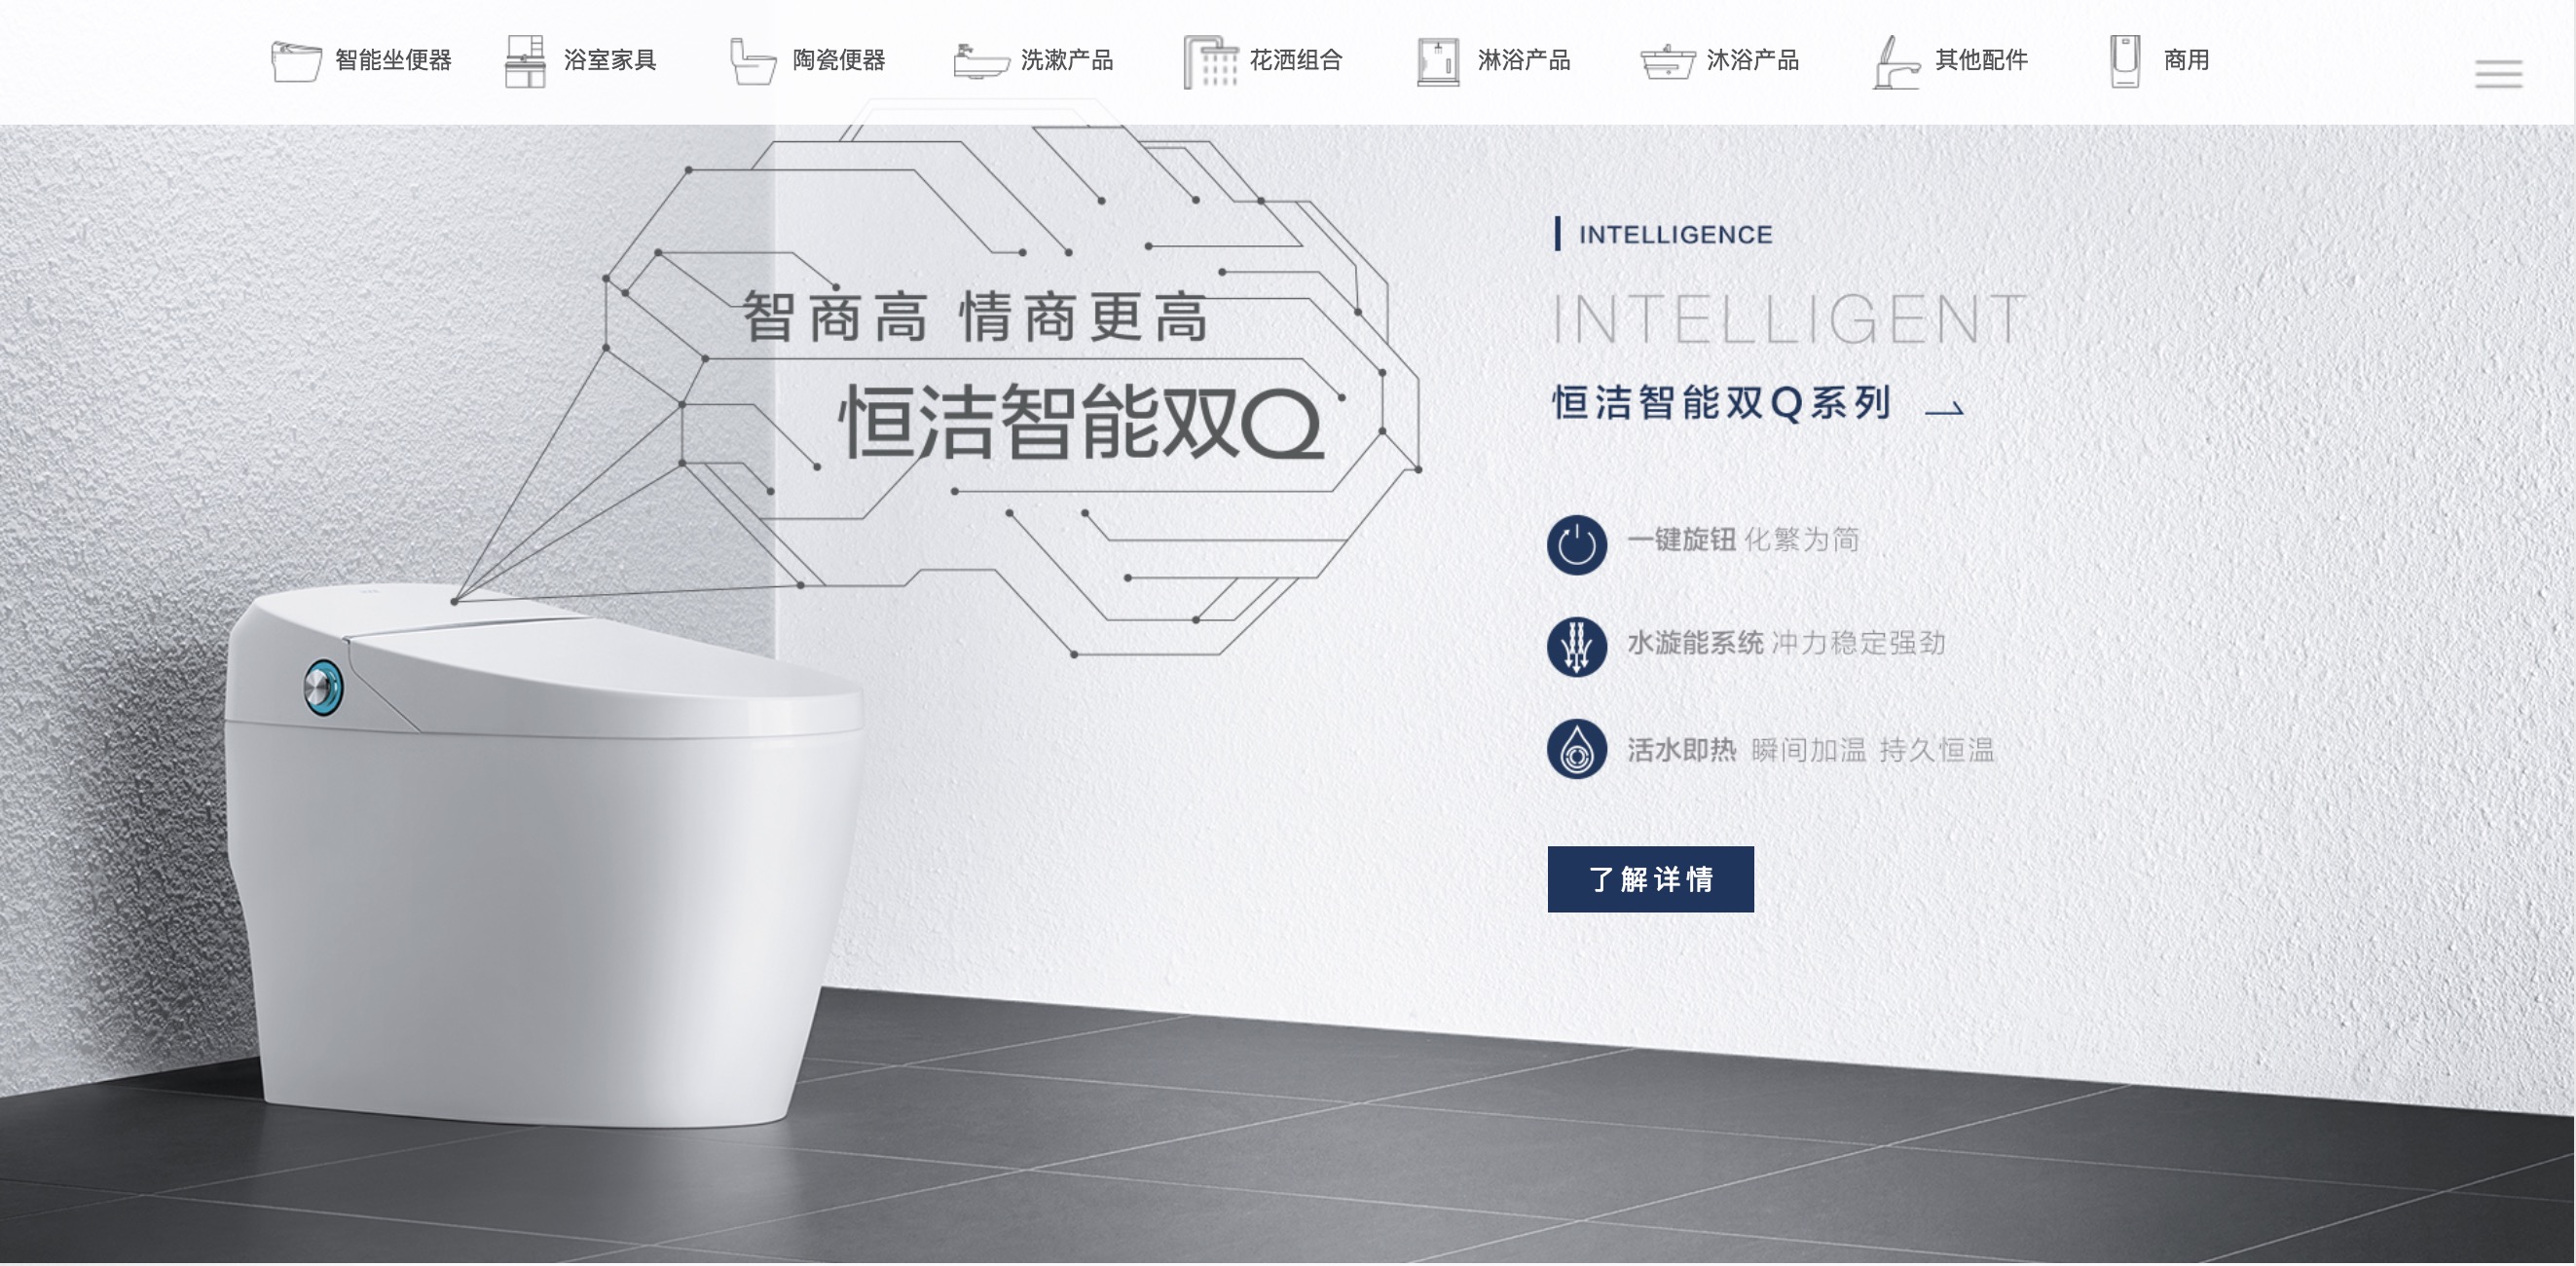 智能坐便器 浴室家具 陶瓷便器 洗漱产品 花洒组合 淋浴产品 沐浴产品 其他配件 商用
智商高 情商更高
恒洁智能双Q
INTELLIGENCE
INTELLIGENT
恒洁智能双Q系列
一键旋钮 化繁为简
水漩能系统 冲力稳定强劲
活水即热 瞬间加温 持久恒温
了解详情